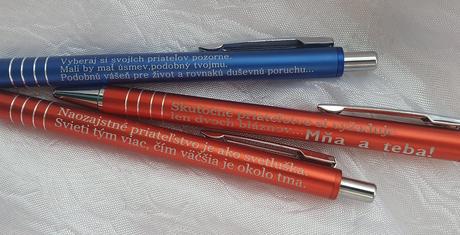 Vyberaj si svojich priateľov pozorne.
Mali by mať úsmev,podobný tvojmu.
Podobnú vášeň pre život a rovnakú duševnú poruchu...
Skutočné priateľstvo si vyžaduje
len dvoch bláznov...Mňa a teba!
Naozajstné priateľstvo je ako svetluška.
Svieti tým viac, čím väčšia je okolo tma.